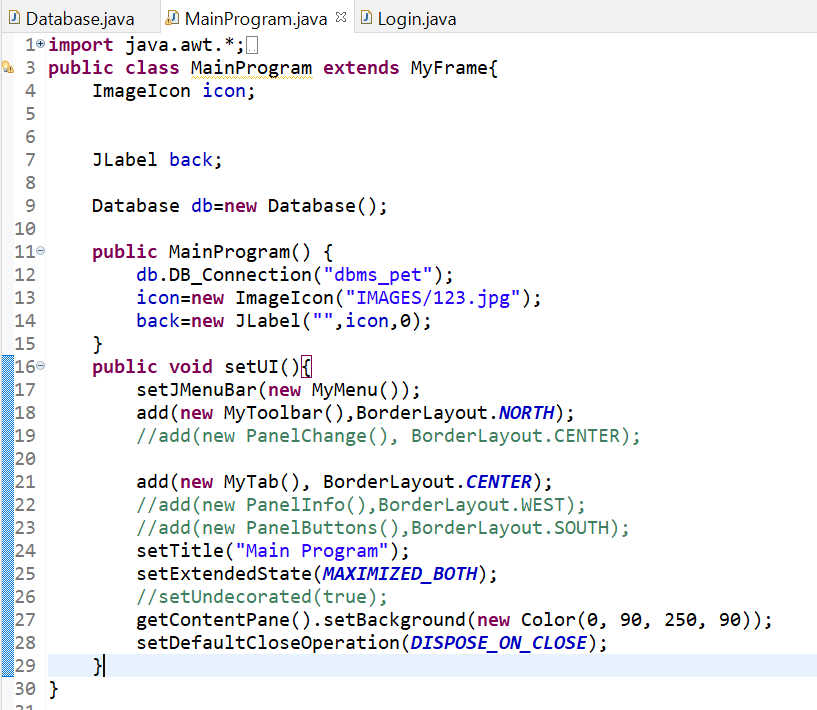 Database.java MainProgram.java Login.java
1 import java.awt.*;
3 public class MainProgram extends MyFrame{
4 ImageIcon icon;
5
6
7 JLabel back;
8
9 Database db=new Database();
10
11 public MainProgram() {
12 db.DB_Connection("dbms_pet");
13 icon=new ImageIcon("IMAGES/123.jpg");
14 back=new JLabel("",icon,0);
15 }
16 public void setUI(){
17 setJMenuBar(new MyMenu());
18 add(new MyToolbar(),BorderLayout.NORTH);
19 //add(new PanelChange(), BorderLayout.CENTER);
20
21 add(new MyTab(), BorderLayout.CENTER);
22 //add(new PanelInfo(),BorderLayout.WEST);
23 //add(new PanelButtons(),BorderLayout.SOUTH);
24 setTitle("Main Program");
25 setExtendedState(MAXIMIZED_BOTH);
26 //setUndecorated(true);
27 getContentPane().setBackground(new Color(0, 90, 250, 90));
28 setDefaultCloseOperation(DISPOSE_ON_CLOSE);
29 }
30 }
31